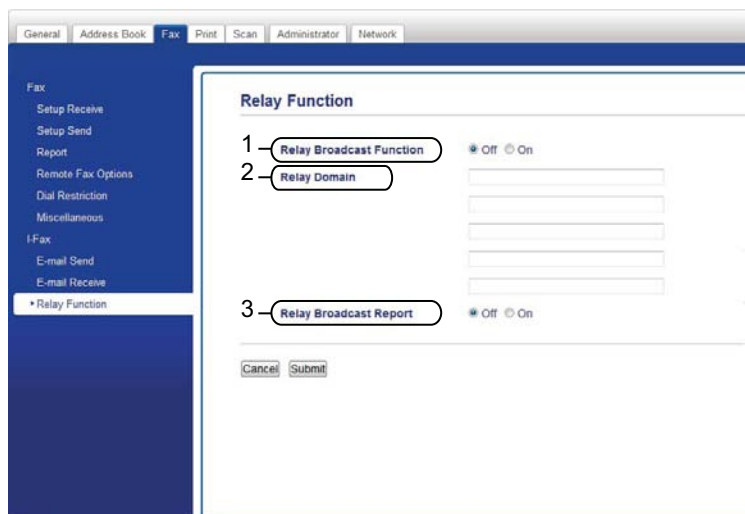 General Address Book Fax Print Scan Administrator Network
Fax
Setup Receive
Setup Send
Report
Remote Fax Options
Dial Restriction
Miscellaneous
I-Fax
E-mail Send
E-mail Receive
Relay Function
Relay Function
1 Relay Broadcast Function Off On
2 Relay Domain
3 Relay Broadcast Report Off On
Cancel Submit